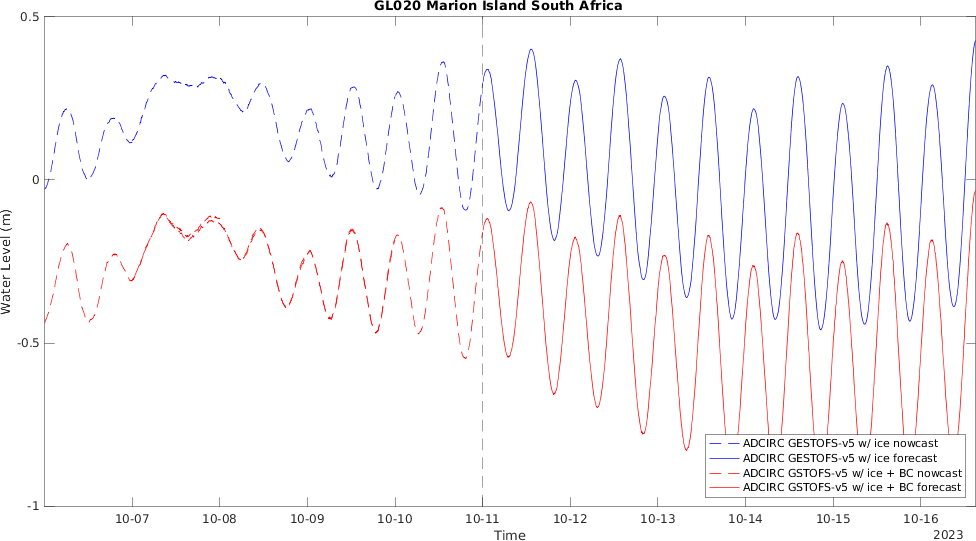 GL020 Marion Island South Africa
0.5
0
-0.5
-1
Water Level (m)
ADCIRC GESTOFS-v5 w/ ice nowcast
ADCIRC GESTOFS-v5 w/ ice forecast
ADCIRC GSTOFS-v5 w/ ice + BC nowcast
ADCIRC GSTOFS-v5 w/ ice + BC forecast
10-07 10-08 10-09 10-10 10-11 10-12 10-13 10-14 10-15 10-16
Time
2023